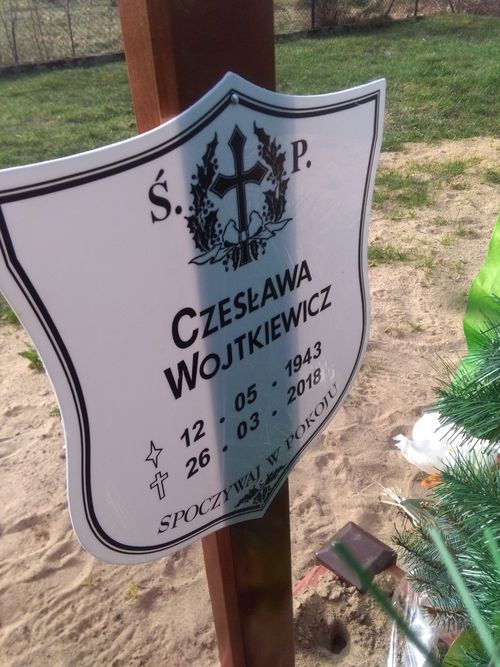 Ś. P.
CZESŁAWA
WOJTKIEWICZ
12 . 05 . 1943
26 . 03 . 2018
SPOCZYWAJ W POKOJU